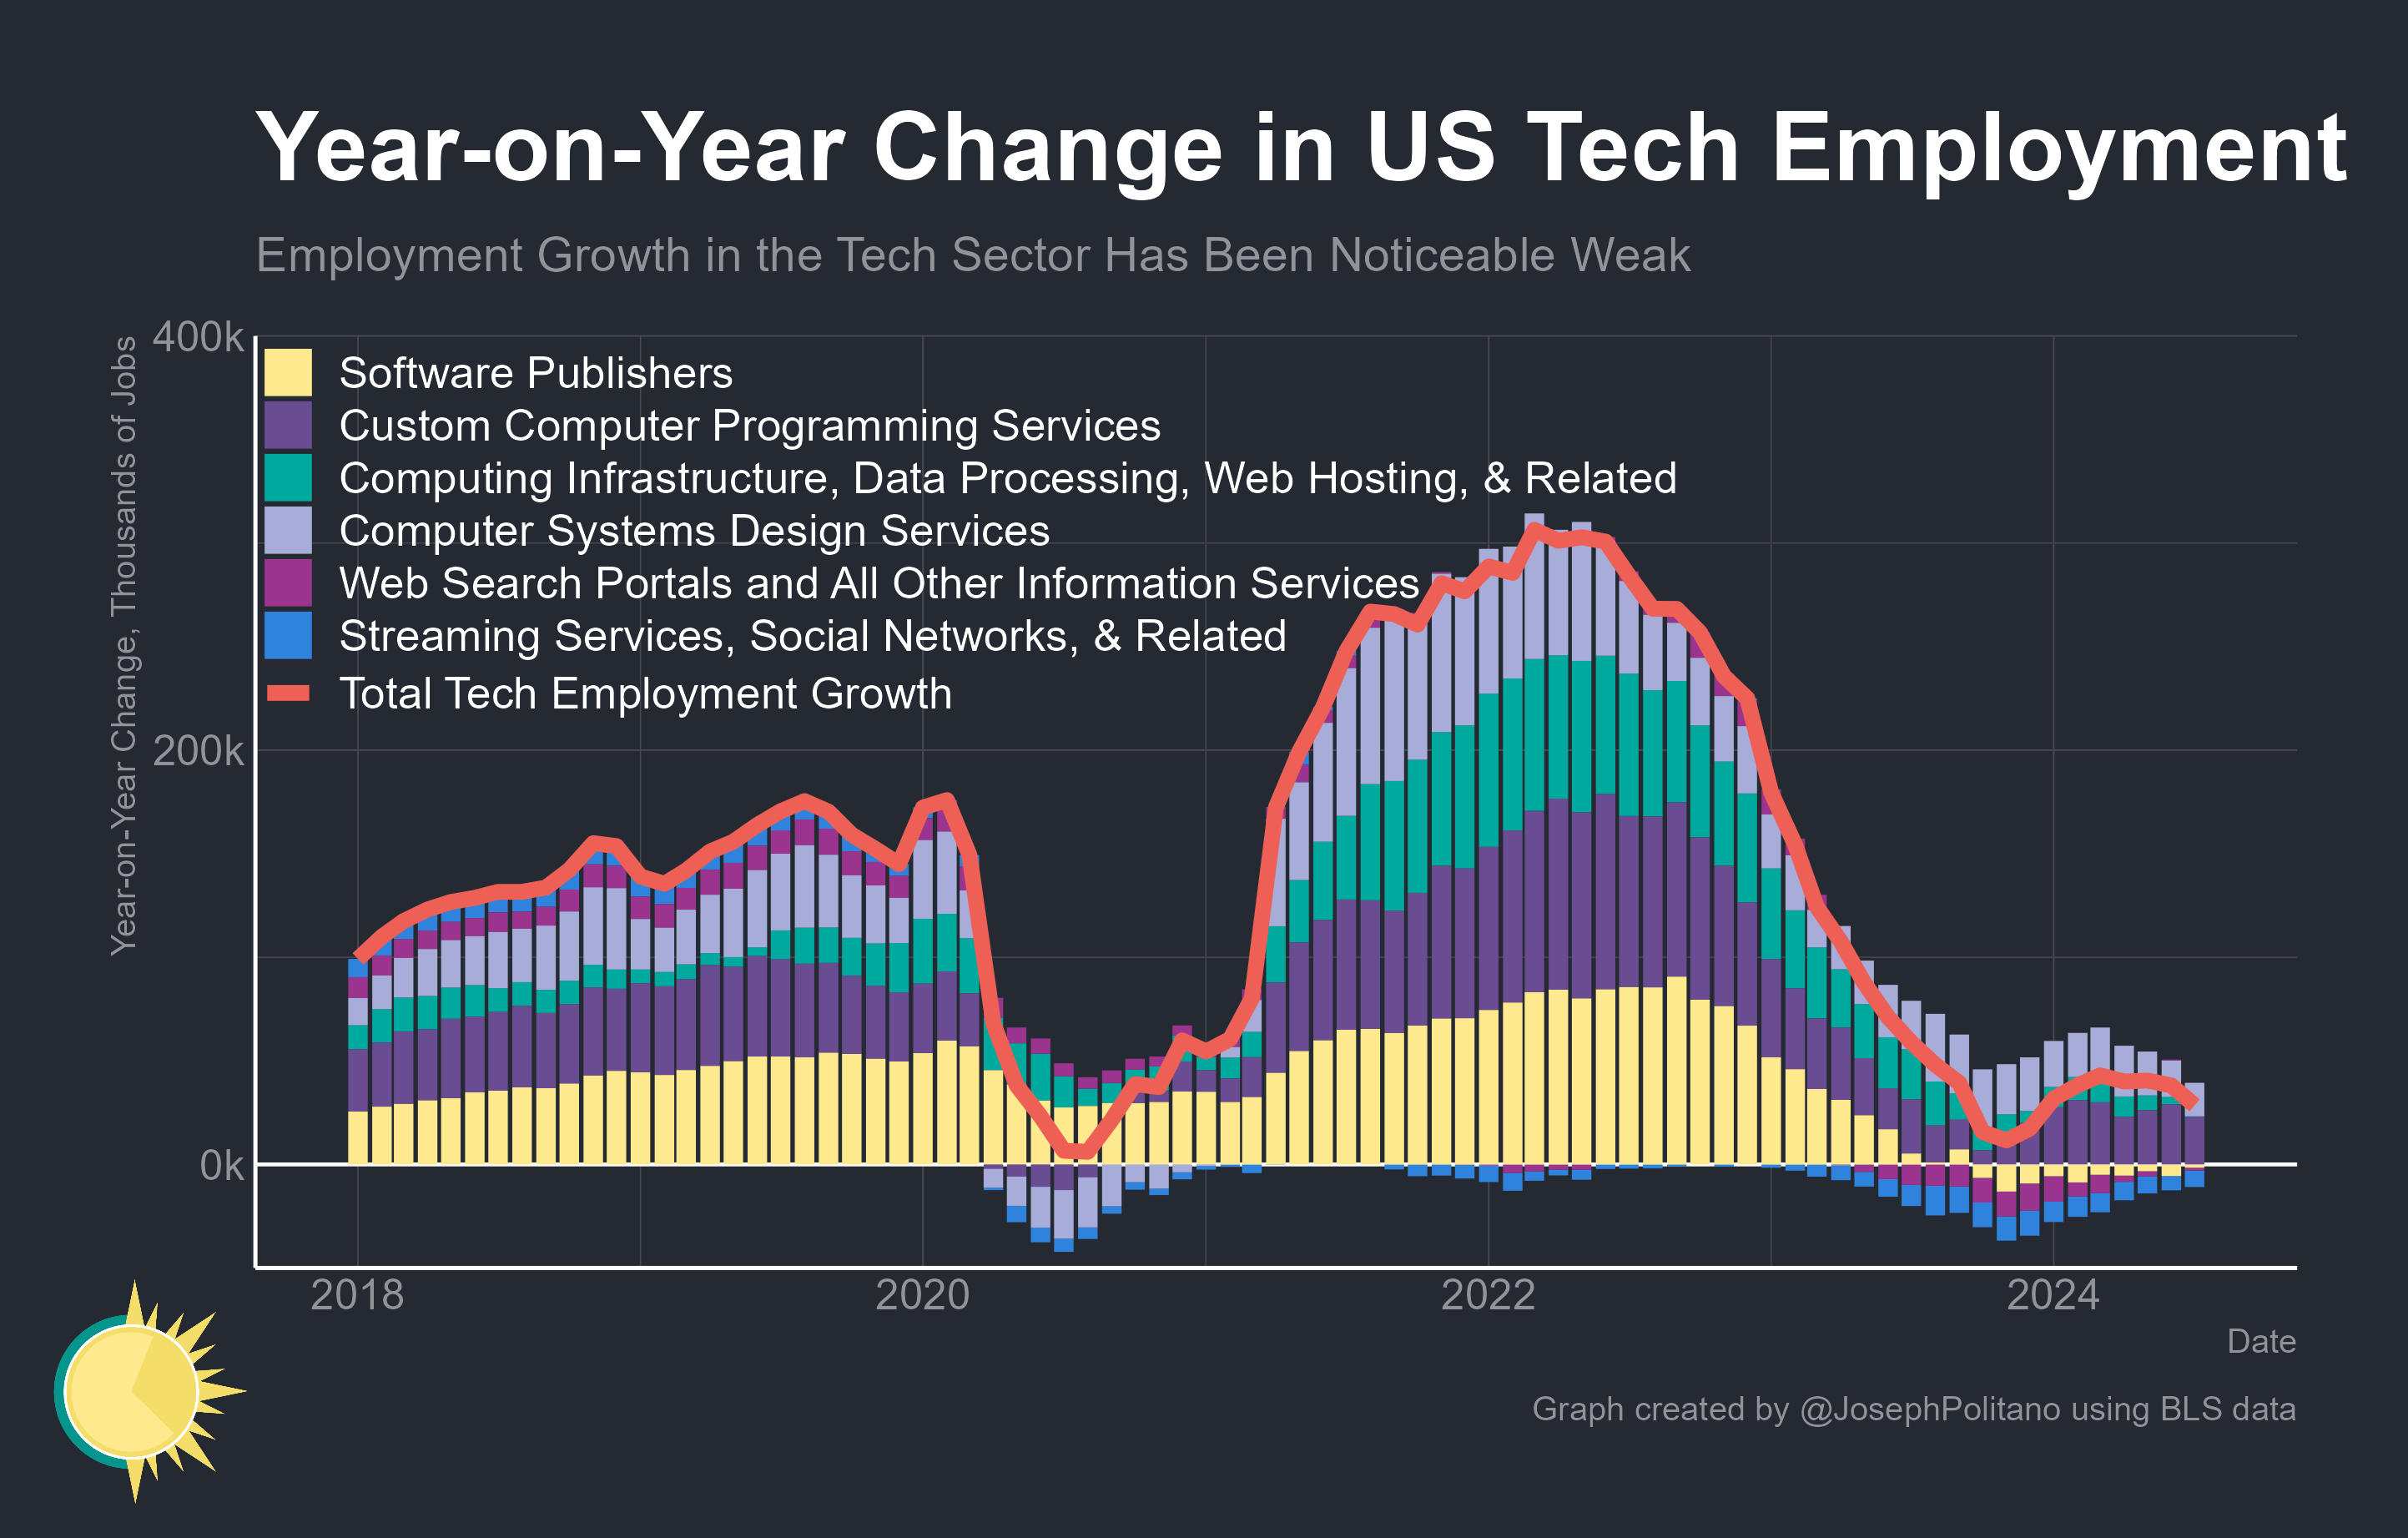 Year-on-Year Change in US Tech Employment
Employment Growth in the Tech Sector Has Been Noticeable Weak
Year-on-Year Change, Thousands of Jobs
400k
200k
0k
Software Publishers
Custom Computer Programming Services
Computing Infrastructure, Data Processing, Web Hosting, & Related
Computer Systems Design Services
Web Search Portals and All Other Information Services
Streaming Services, Social Networks, & Related
Total Tech Employment Growth
2018 2020 2022 2024
Date
Graph created by @JosephPolitano using BLS data